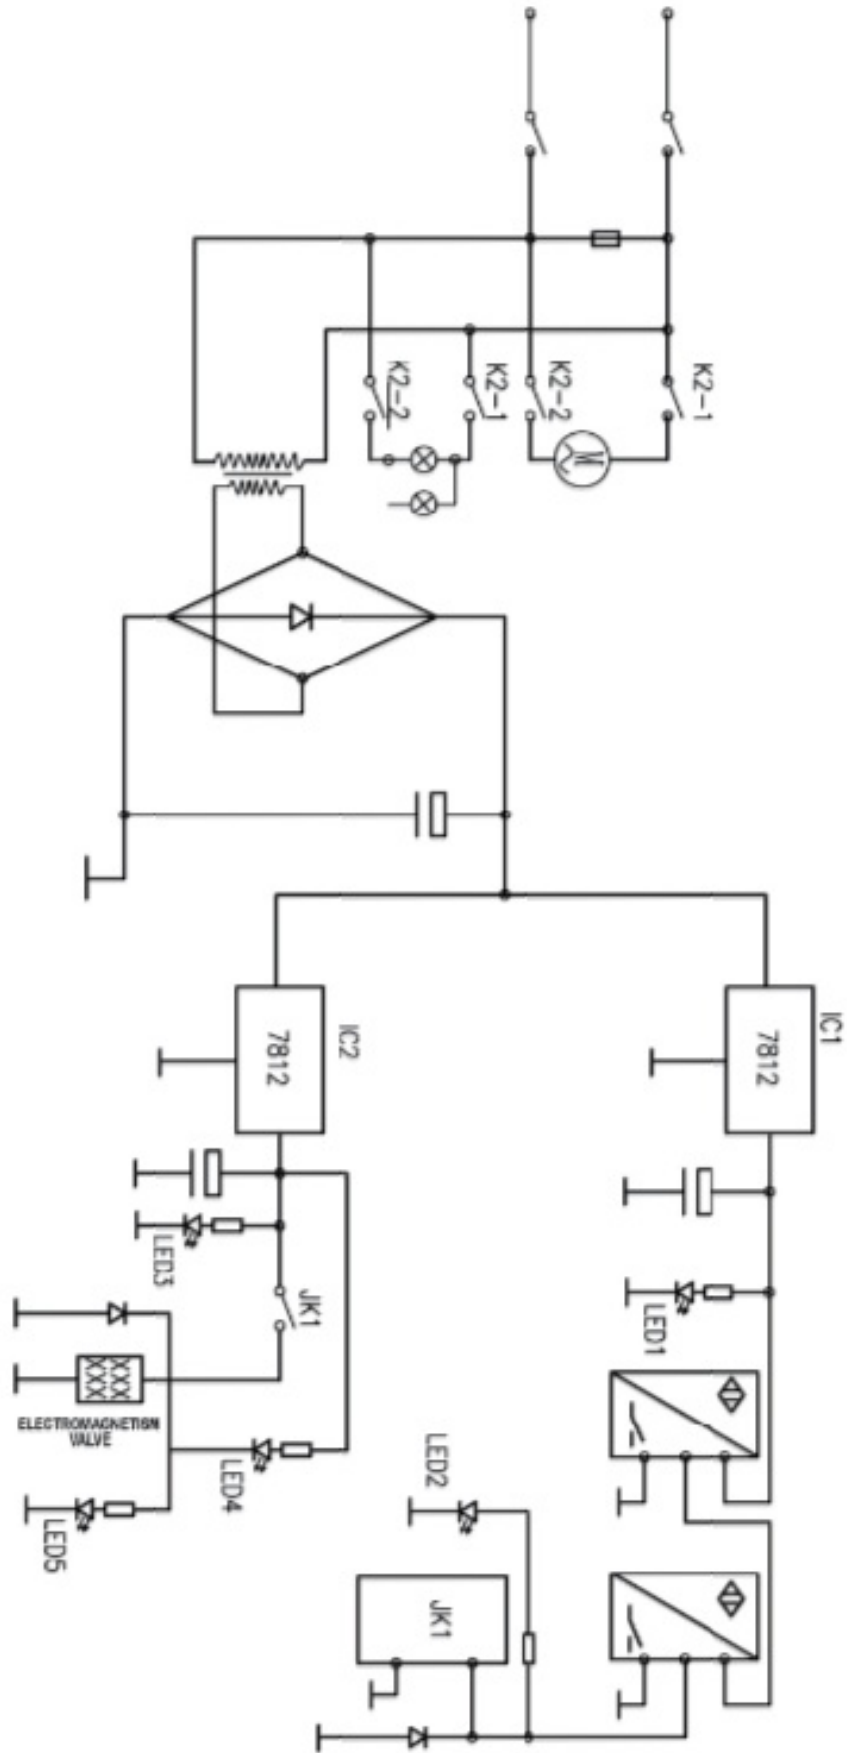 K2-2
K2-1
K2-2
K2-1
M
IC2
IC1
7812
7812
LED3
JK1
LED1
ELECTROMAGNETISM
VALVE
LED4
LED2
LED5
JK1